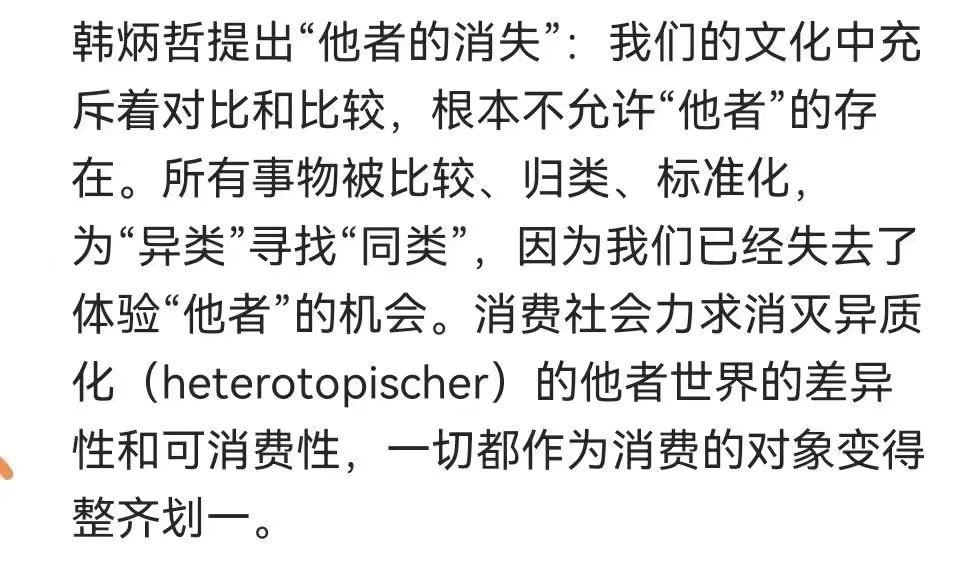 韩炳哲提出“他者的消失”：我们的文化中充
斥着对比和比较，根本不允许“他者”的存
在。所有事物被比较、归类、标准化，
为“异类”寻找“同类”，因为我们已经失去了
体验“他者”的机会。消费社会力求消灭异质
化（heterotopischer）的他者世界的差异
性和可消费性，一切都作为消费的对象变得
整齐划一。